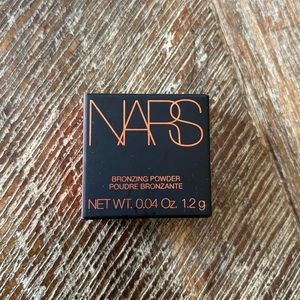 NARS
BRONZING POWDER
POUDRE BRONZANTE
NET WT. 0.04 Oz. 1.2 g